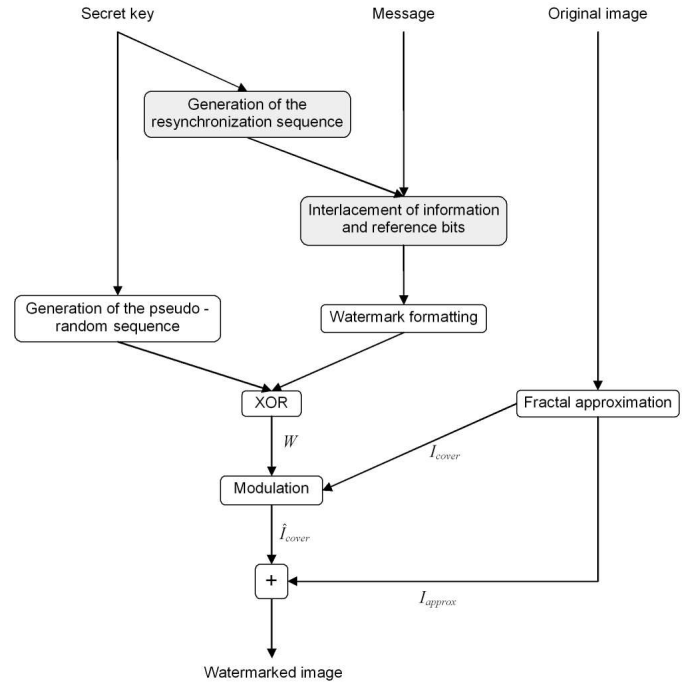 Secret key
Message
Original image
Generation of the
resynchronization sequence
Interlacement of information
and reference bits
Generation of the pseudo -
random sequence
Watermark formatting
XOR
Fractal approximation
W
I_cover
Modulation
Î_cover
+
I_approx
Watermarked image